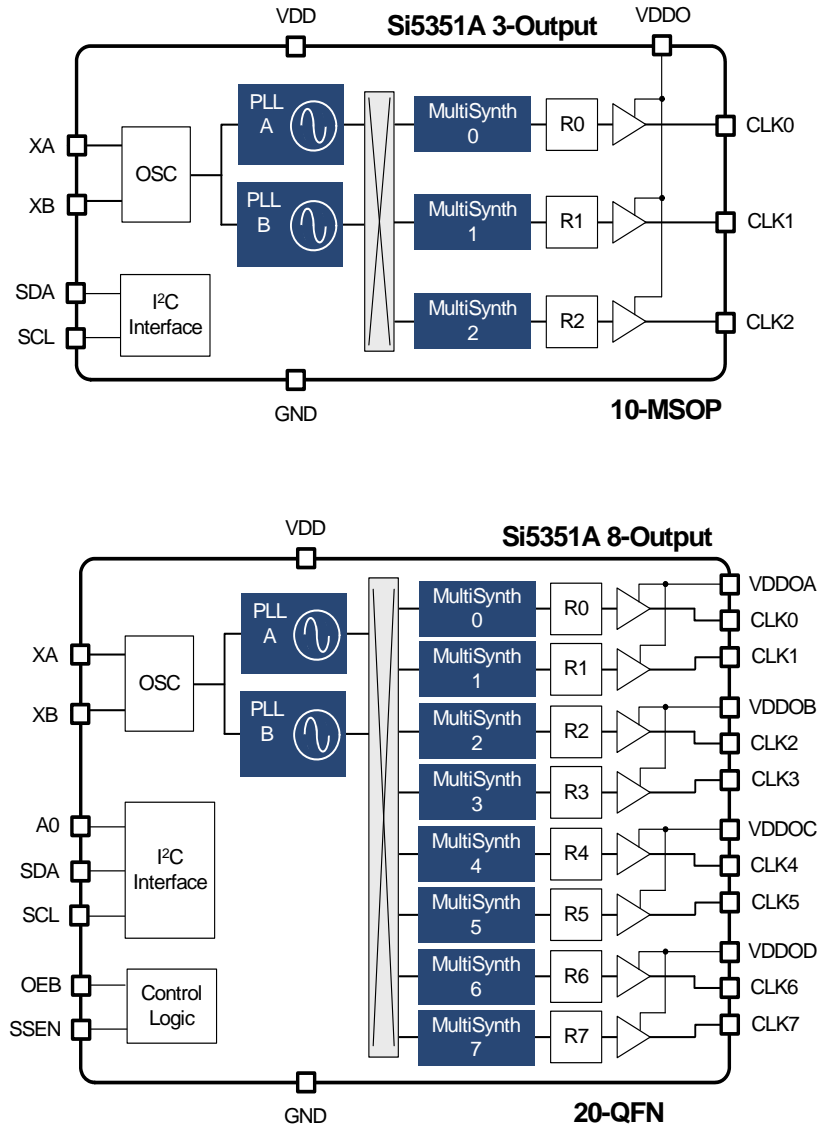 VDD
Si5351A 3-Output
VDDO
PLL
A
MultiSynth
0
R0
CLK0
XA
OSC
XB
PLL
B
MultiSynth
1
R1
CLK1
SDA
I²C
Interface
SCL
MultiSynth
2
R2
CLK2
GND
10-MSOP
VDD
Si5351A 8-Output
VDDOA
PLL
A
MultiSynth
0
R0
CLK0
XA
OSC
MultiSynth
1
R1
CLK1
XB
PLL
B
VDDOB
MultiSynth
2
R2
CLK2
MultiSynth
3
R3
CLK3
A0
I²C
Interface
SDA
SCL
VDDOC
MultiSynth
4
R4
CLK4
MultiSynth
5
R5
CLK5
OEB
Control
Logic
SSEN
VDDOD
MultiSynth
6
R6
CLK6
MultiSynth
7
R7
CLK7
GND
20-QFN